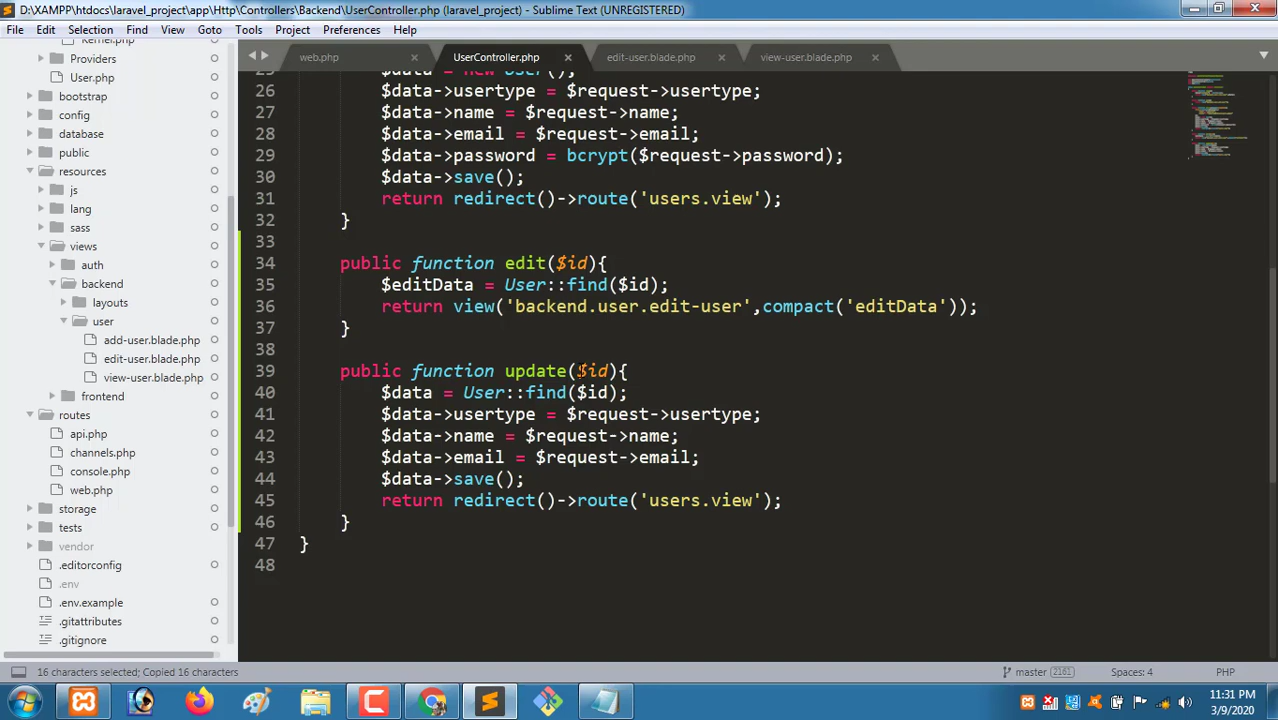 D:\XAMPP\htdocs\laravel_project\app\Http\Controllers\Backend\UserController.php (laravel_project) - Sublime Text (UNREGISTERED)
File Edit Selection Find View Goto Tools Project Preferences Help
web.php UserController.php edit-user.blade.php view-user.blade.php
Kernel.php
Providers
User.php
bootstrap
config
database
public
resources
js
lang
sass
views
auth
backend
layouts
user
add-user.blade.php
edit-user.blade.php
view-user.blade.php
frontend
routes
api.php
channels.php
console.php
web.php
storage
tests
vendor
.editorconfig
.env
.env.example
.gitattributes
.gitignore
25 $data = new User();
26 $data->usertype = $request->usertype;
27 $data->name = $request->name;
28 $data->email = $request->email;
29 $data->password = bcrypt($request->password);
30 $data->save();
31 return redirect()->route('users.view');
32 }
33
34 public function edit($id){
35 $editData = User::find($id);
36 return view('backend.user.edit-user',compact('editData'));
37 }
38
39 public function update($id){
40 $data = User::find($id);
41 $data->usertype = $request->usertype;
42 $data->name = $request->name;
43 $data->email = $request->email;
44 $data->save();
45 return redirect()->route('users.view');
46 }
47 }
48
16 characters selected; Copied 16 characters master 2161 Spaces: 4 PHP
11:31 PM
3/9/2020